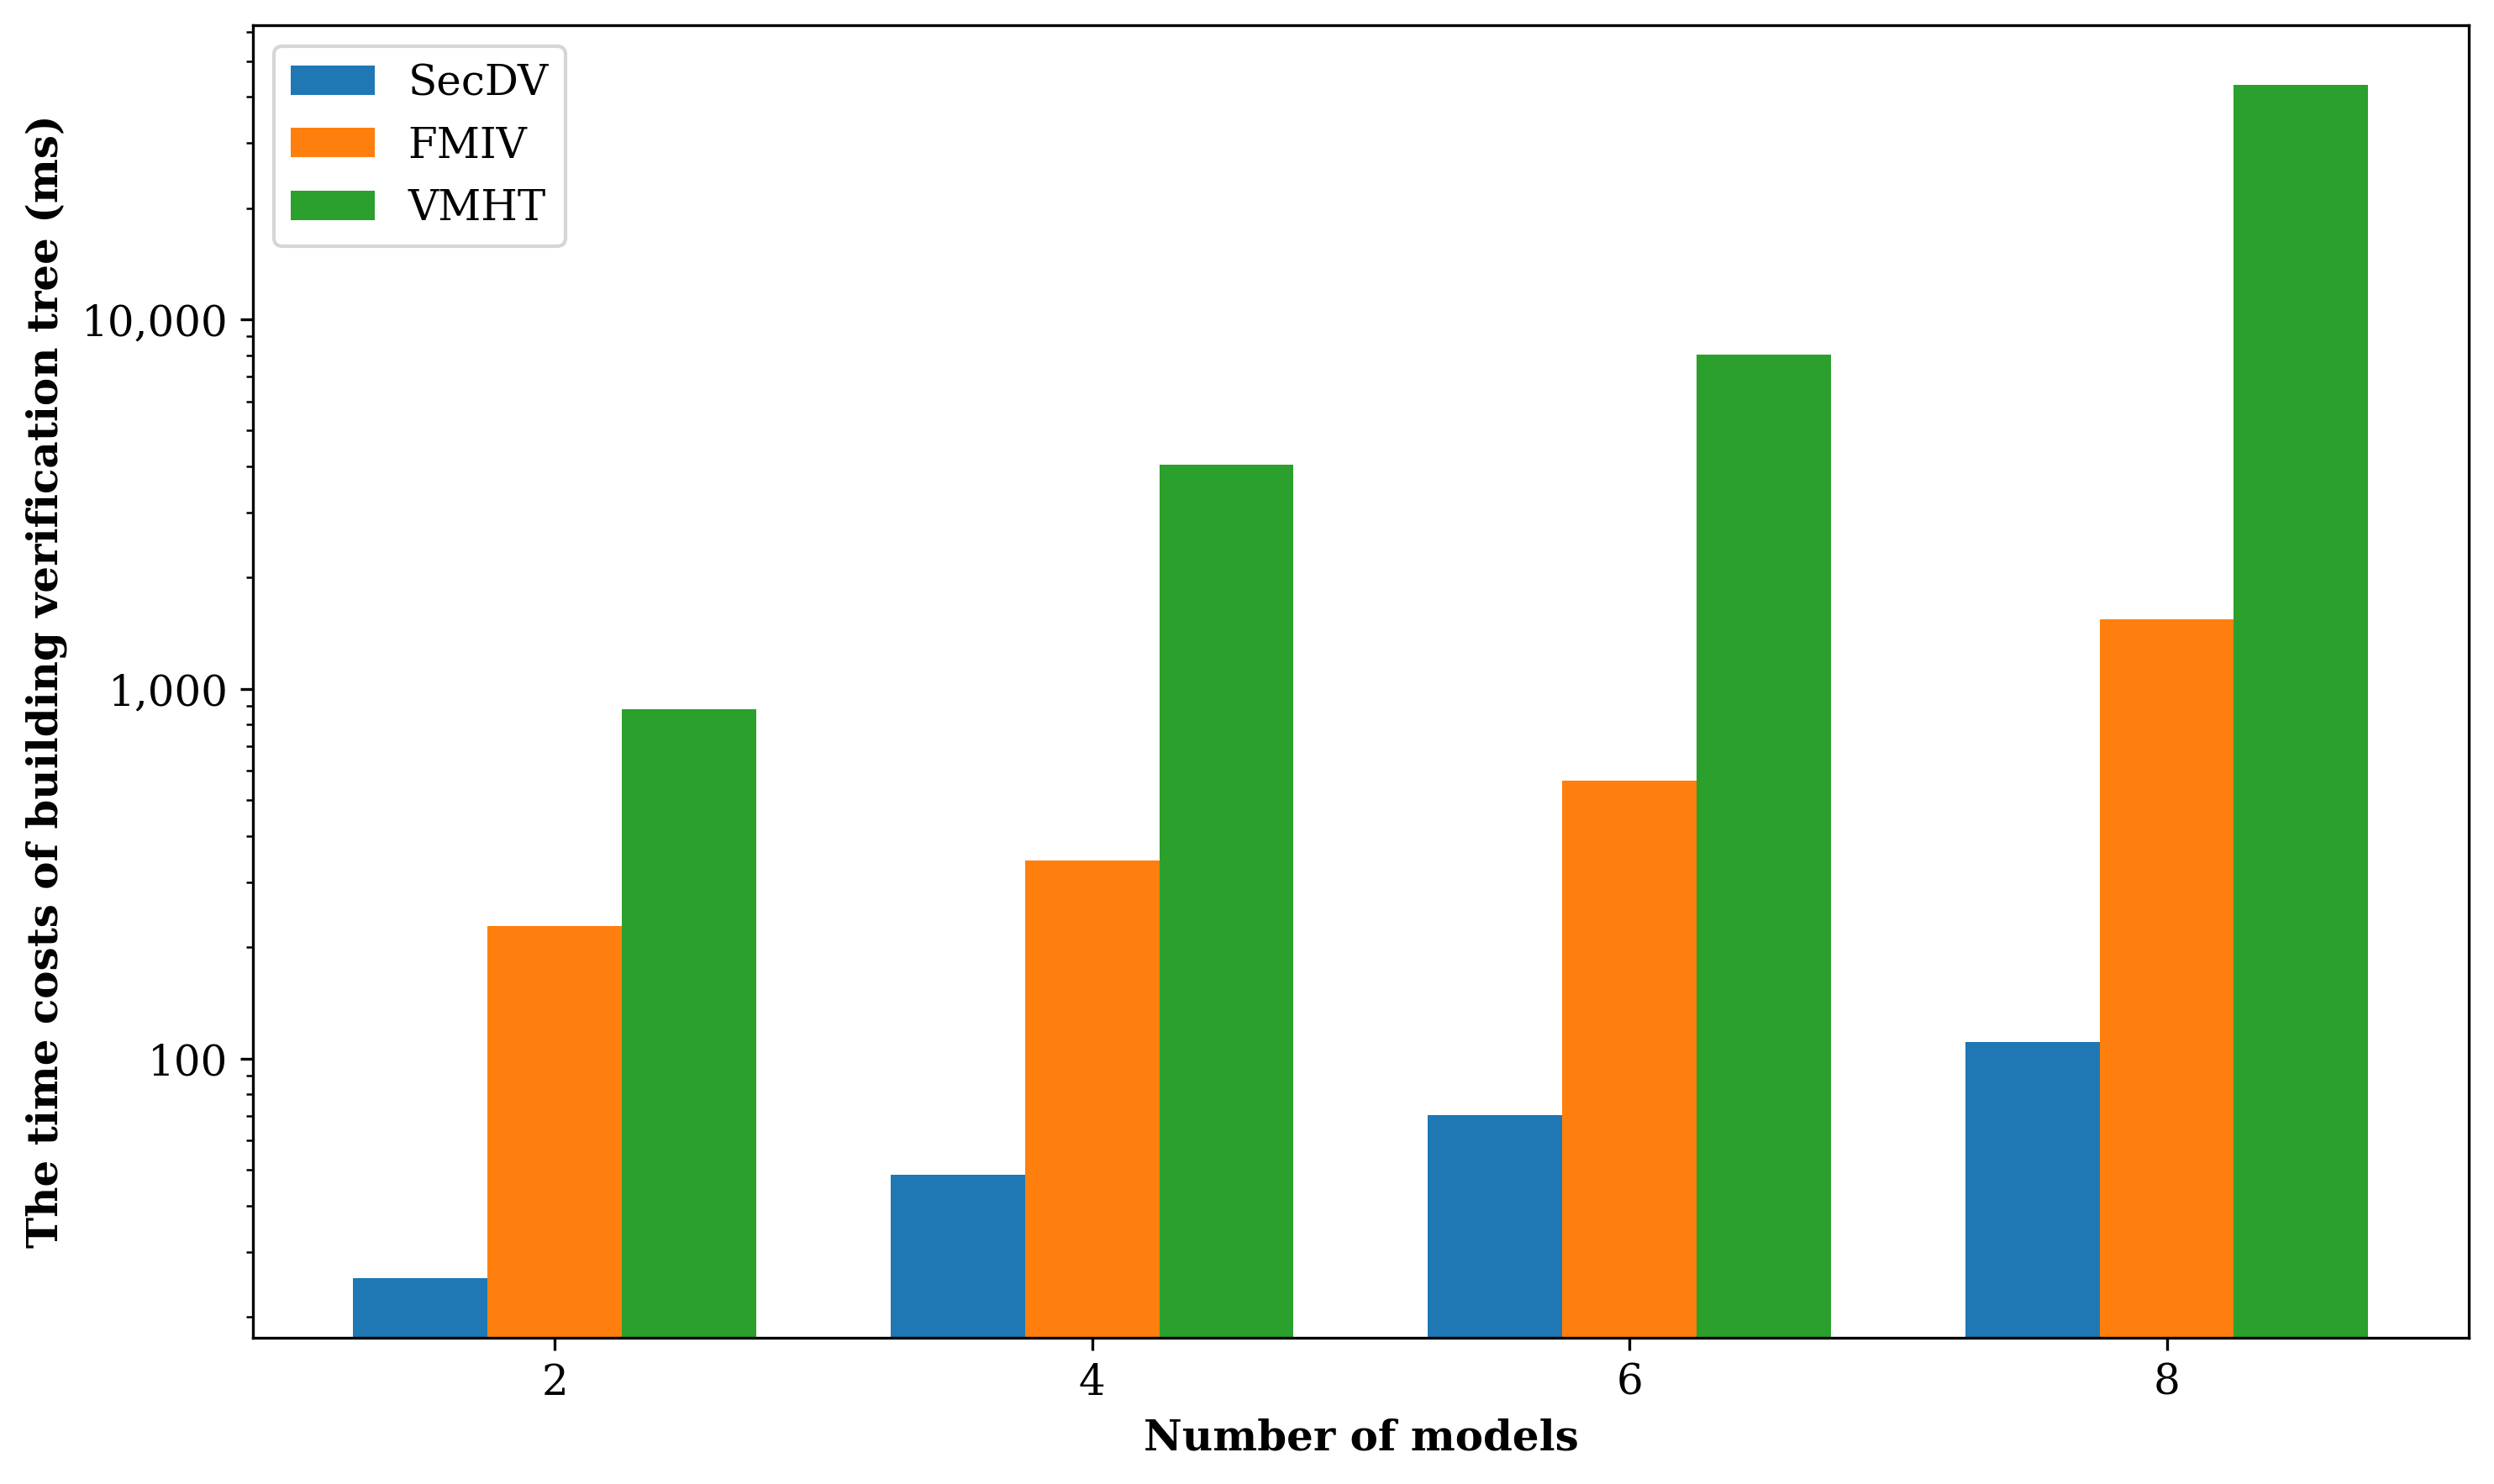 SecDV
FMIV
VMHT
The time costs of building verification tree (ms)
10,000
1,000
100
2
4
6
8
Number of models